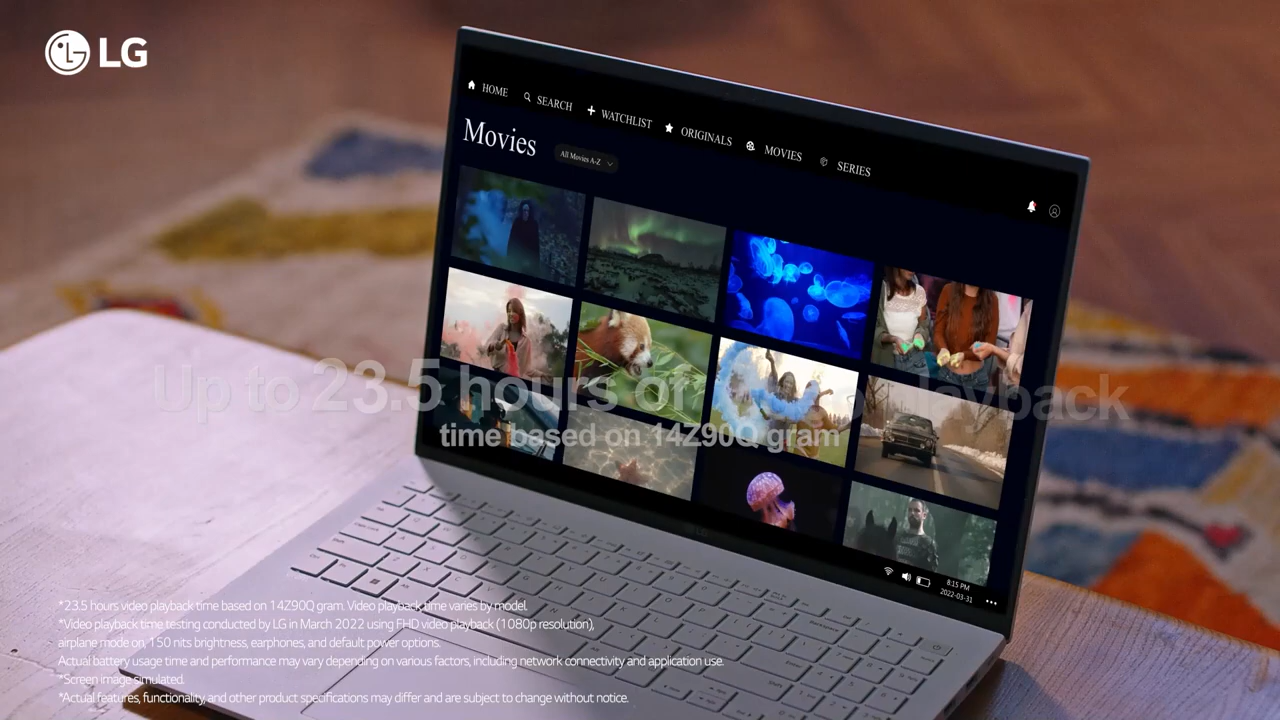 LG
HOME SEARCH WATCHLIST ORIGINALS MOVIES SERIES
Movies
All Movies A-Z
Up to 23.5 hours of playback
time based on 14Z90Q gram
8:15 PM
2022-03-31
*23.5 hours video playback time based on 14Z90Q gram. Video playback time varies by model.
*Video playback time testing conducted by LG in March 2022 using FHD video playback (1080p resolution),
airplane mode on, 150 nits brightness, earphones, and default power options.
Actual battery usage time and performance may vary depending on various factors, including network connectivity and application use.
*Screen image simulated.
*Actual features, functionality, and other product specifications may differ and are subject to change without notice.